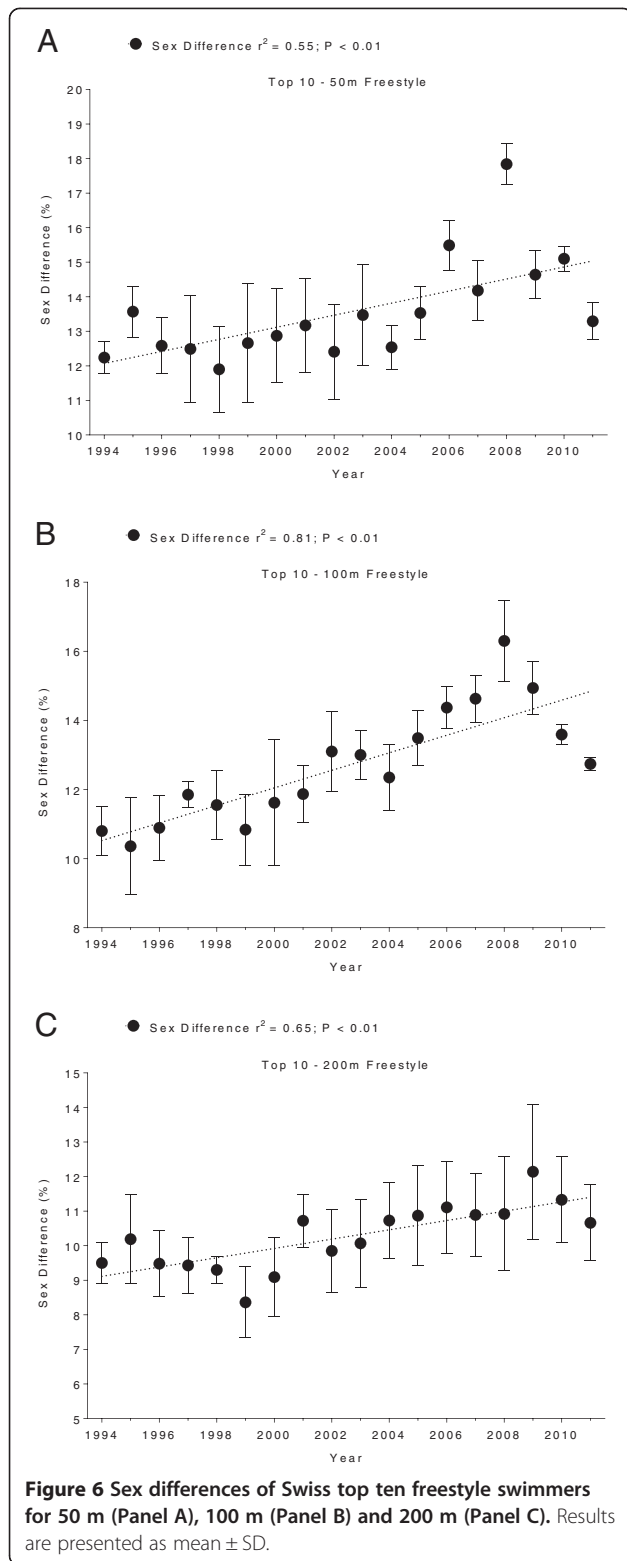 A
Sex Difference r² = 0.55; P < 0.01
Top 10 - 50m Freestyle
20
19
18
17
16
15
14
13
12
11
10
Sex Difference (%)
1994 1996 1998 2000 2002 2004 2006 2008 2010
Year
B
Sex Difference r² = 0.81; P < 0.01
Top 10 - 100m Freestyle
18
16
14
12
10
8
Sex Difference (%)
1994 1996 1998 2000 2002 2004 2006 2008 2010
Year
C
Sex Difference r² = 0.65; P < 0.01
Top 10 - 200m Freestyle
15
14
13
12
11
10
9
8
7
6
5
Sex Difference (%)
1994 1996 1998 2000 2002 2004 2006 2008 2010
Year
Figure 6 Sex differences of Swiss top ten freestyle swimmers
for 50 m (Panel A), 100 m (Panel B) and 200 m (Panel C). Results
are presented as mean ± SD.